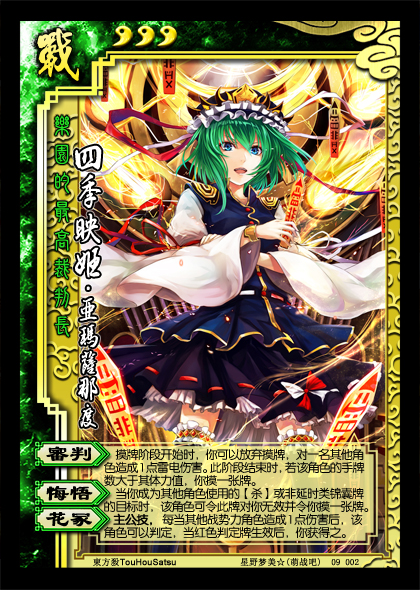 戰
樂園的最高裁判長
四季映姬·亚瑪薩那度
審判
摸牌阶段开始时，你可以放弃摸牌，对一名其他角
色造成1点雷电伤害。此阶段结束时，若该角色的手牌
数大于其体力值，你摸一张牌。
悔悟
当你成为其他角色使用的【杀】或非延时类锦囊牌
的目标时，该角色可令此牌对你无效并令你摸一张牌。
花冢
主公技，每当其他战势力角色造成1点伤害后，该
角色可以判定，当红色判定牌生效后，你获得之。
東方殺TouHouSatsu
星野梦美☆(萌战吧) 09 002